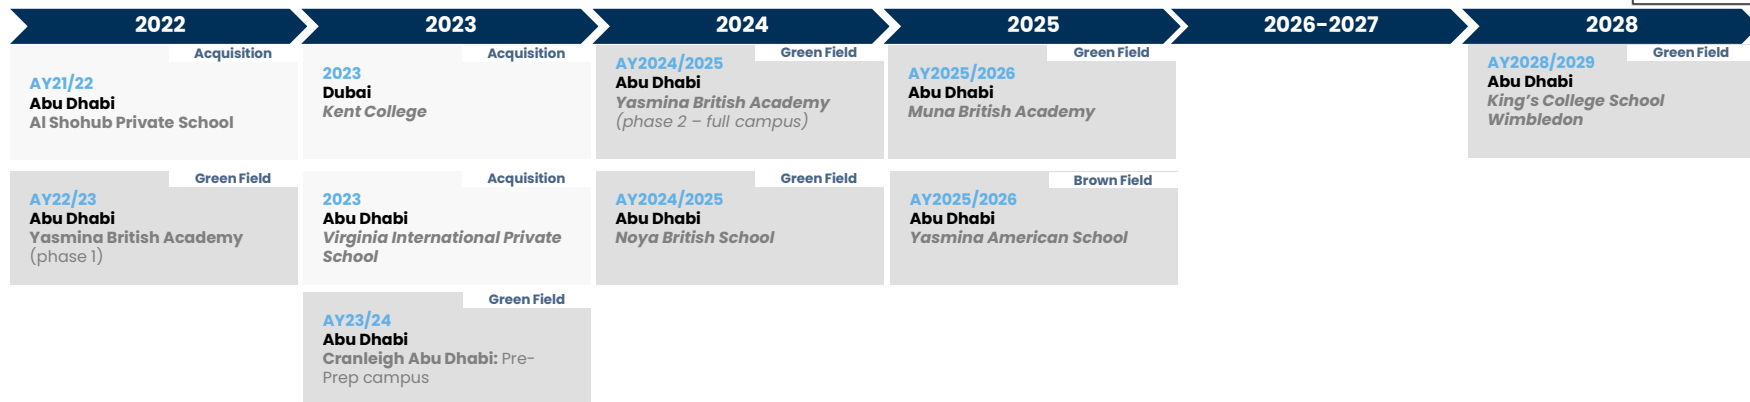 2022
2023
2024
2025
2026-2027
2028
Acquisition
AY21/22
Abu Dhabi
Al Shohub Private School
Acquisition
2023
Dubai
Kent College
Green Field
AY2024/2025
Abu Dhabi
Yasmina British Academy
(phase 2 – full campus)
Green Field
AY2025/2026
Abu Dhabi
Muna British Academy
Green Field
AY2028/2029
Abu Dhabi
King’s College School
Wimbledon
Green Field
AY22/23
Abu Dhabi
Yasmina British Academy
(phase 1)
Acquisition
2023
Abu Dhabi
Virginia International Private
School
Green Field
AY2024/2025
Abu Dhabi
Noya British School
Brown Field
AY2025/2026
Abu Dhabi
Yasmina American School
Green Field
AY23/24
Abu Dhabi
Cranleigh Abu Dhabi: Pre-
Prep campus